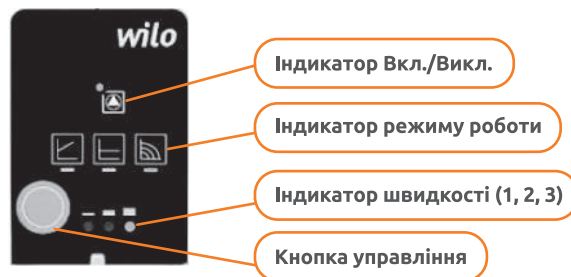 wilo
Індикатор Вкл./Викл.
Індикатор режиму роботи
Індикатор швидкості (1, 2, 3)
Кнопка управління